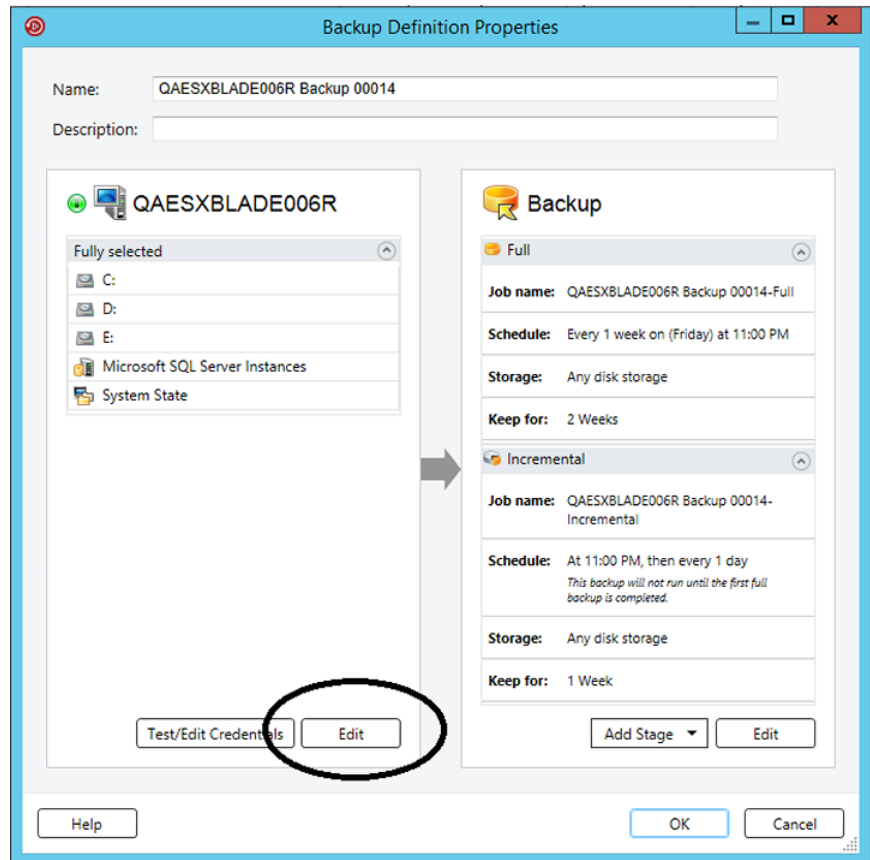 Backup Definition Properties
Name:
QAESXBLADE006R Backup 00014
Description:
QAESXBLADE006R
Fully selected
C:
D:
E:
Microsoft SQL Server Instances
System State
Test/Edit Credentials
Edit
Backup
Full
Job name: QAESXBLADE006R Backup 00014-Full
Schedule: Every 1 week on (Friday) at 11:00 PM
Storage: Any disk storage
Keep for: 2 Weeks
Incremental
Job name: QAESXBLADE006R Backup 00014-
Incremental
Schedule: At 11:00 PM, then every 1 day
This backup will not run until the first full
backup is completed.
Storage: Any disk storage
Keep for: 1 Week
Add Stage
Edit
Help
OK
Cancel